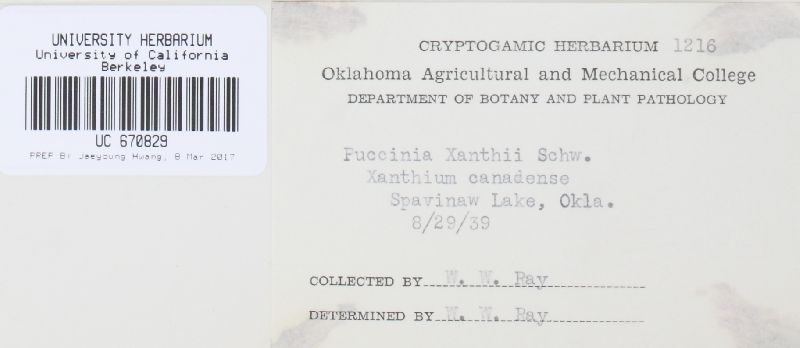 UNIVERSITY HERBARIUM
University of California
Berkeley
UC 670829
PREP BY Jaeyoung Hwang, 8 Mar 2017
CRYPTOGAMIC HERBARIUM 1216
Oklahoma Agricultural and Mechanical College
DEPARTMENT OF BOTANY AND PLANT PATHOLOGY
Puccinia Xanthii Schw.
Xanthium canadense
Spavinaw Lake, Okla.
8/29/39
COLLECTED BY W. W. Ray
DETERMINED BY W. W. Ray